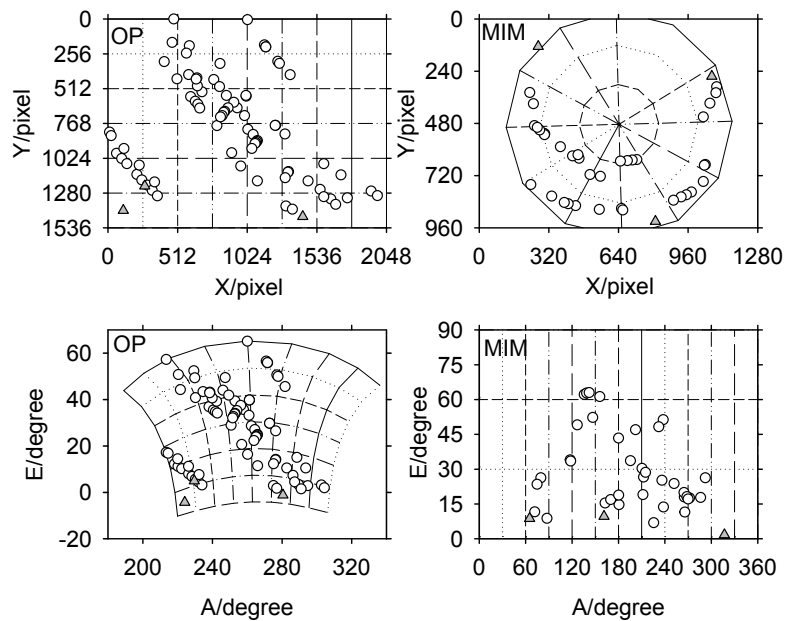 OP
Y/pixel
0
256
512
768
1024
1280
1536
0 512 1024 1536 2048
X/pixel
MIM
Y/pixel
0
240
480
720
960
0 320 640 960 1280
X/pixel
OP
E/degree
60
40
20
0
-20
200 240 280 320
A/degree
MIM
E/degree
90
75
60
45
30
15
0
0 60 120 180 240 300 360
A/degree